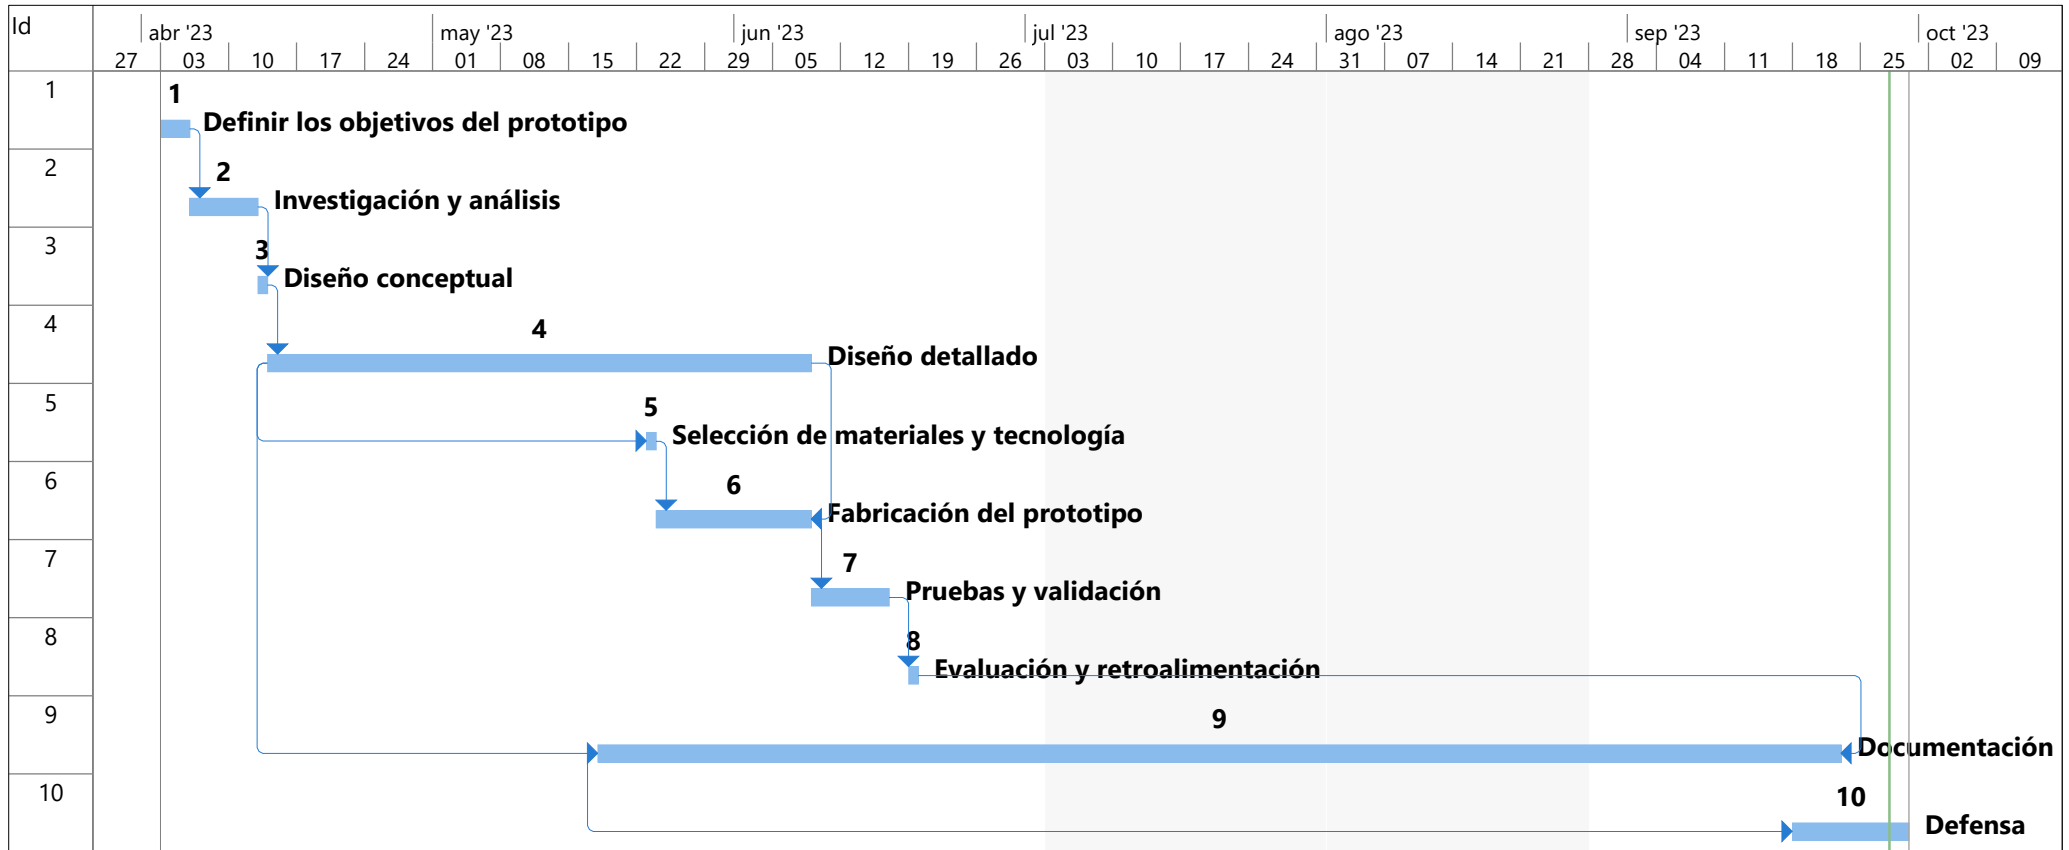 Id
abr '23 may '23 jun '23 jul '23 ago '23 sep '23 oct '23
27 03 10 17 24 01 08 15 22 29 05 12 19 26 03 10 17 24 31 07 14 21 28 04 11 18 25 02 09
1
1
Definir los objetivos del prototipo
2
2
Investigación y análisis
3
3
Diseño conceptual
4
4
Diseño detallado
5
5
Selección de materiales y tecnología
6
6
Fabricación del prototipo
7
7
Pruebas y validación
8
8
Evaluación y retroalimentación
9
9
Documentación
10
10
Defensa